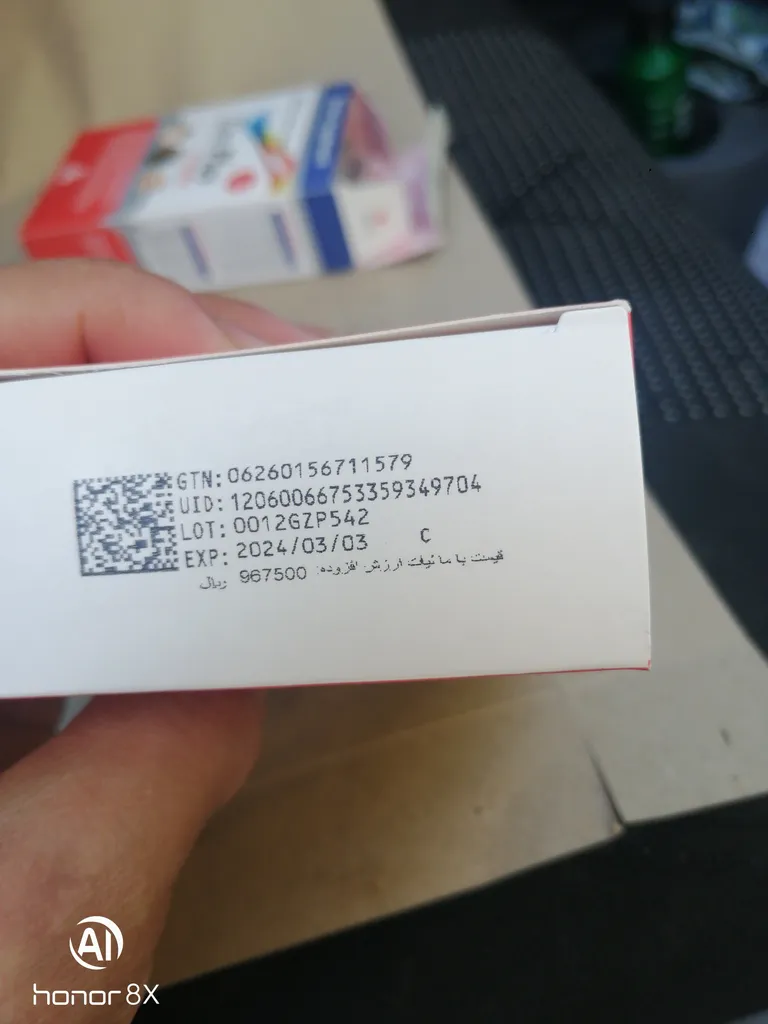 GTN: 06260156711579
UID: 12060066753359349704
LOT: 0012GZP542
EXP: 2024/03/03 C
قیمت با مالیات ارزش افزوده: 967500 ریال
AI
honor 8X